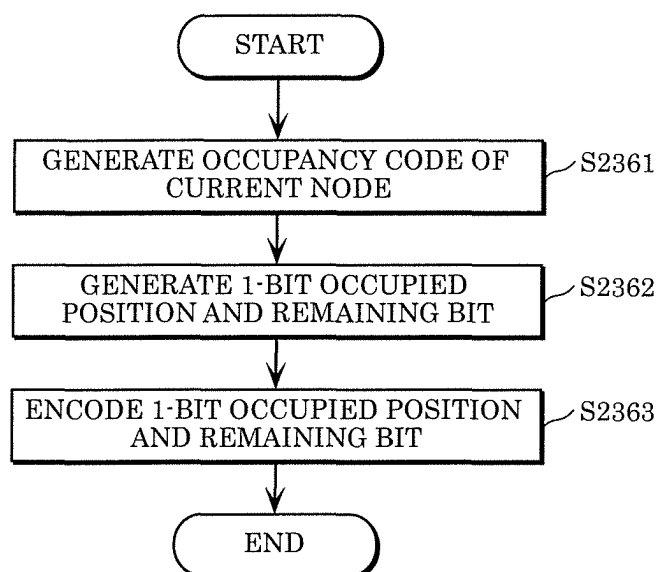 START
GENERATE OCCUPANCY CODE OF
CURRENT NODE
S2361
GENERATE 1-BIT OCCUPIED
POSITION AND REMAINING BIT
S2362
ENCODE 1-BIT OCCUPIED POSITION
AND REMAINING BIT
S2363
END